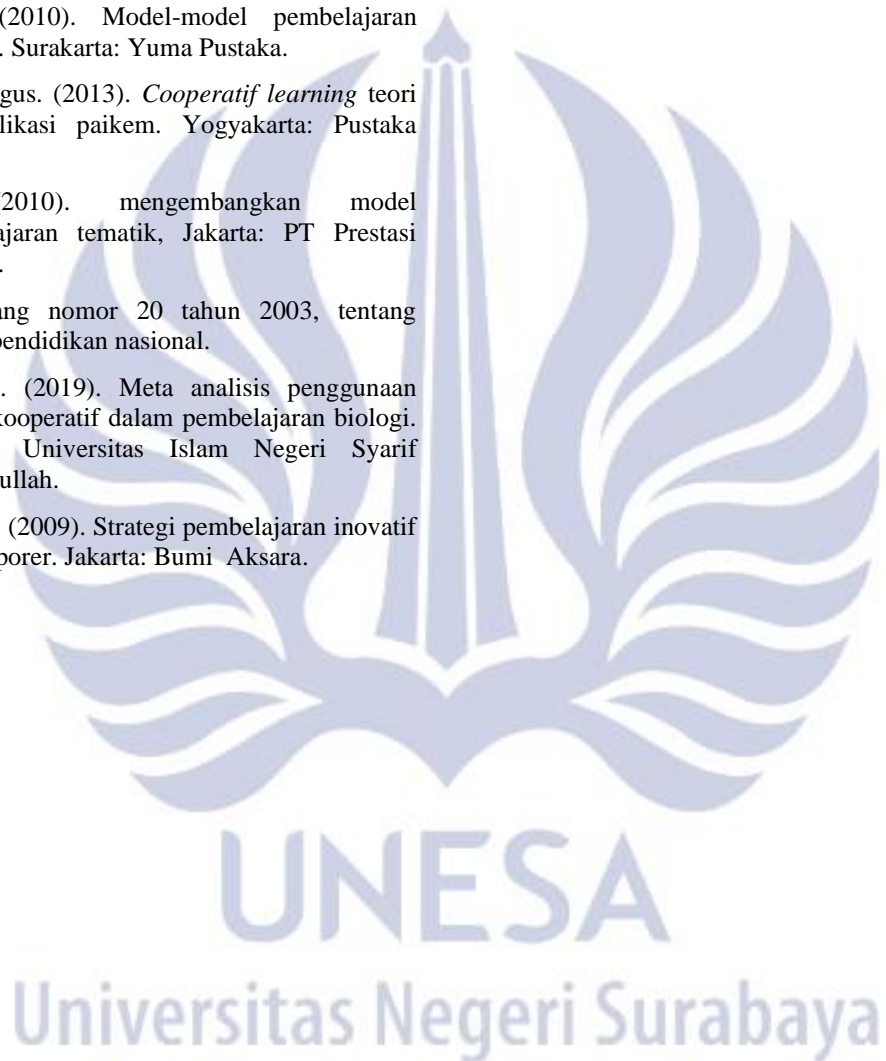 (2010). Model-model pembelajaran
. Surakarta: Yuma Pustaka.
gus. (2013). Cooperatif learning teori
likasi paikem. Yogyakarta: Pustaka
2010). mengembangkan model
ajaran tematik, Jakarta: PT Prestasi
.
ang nomor 20 tahun 2003, tentang
pendidikan nasional.
. (2019). Meta analisis penggunaan
kooperatif dalam pembelajaran biologi.
Universitas Islam Negeri Syarif
ullah.
(2009). Strategi pembelajaran inovatif
porer. Jakarta: Bumi Aksara.
UNESA
Universitas Negeri Surabaya